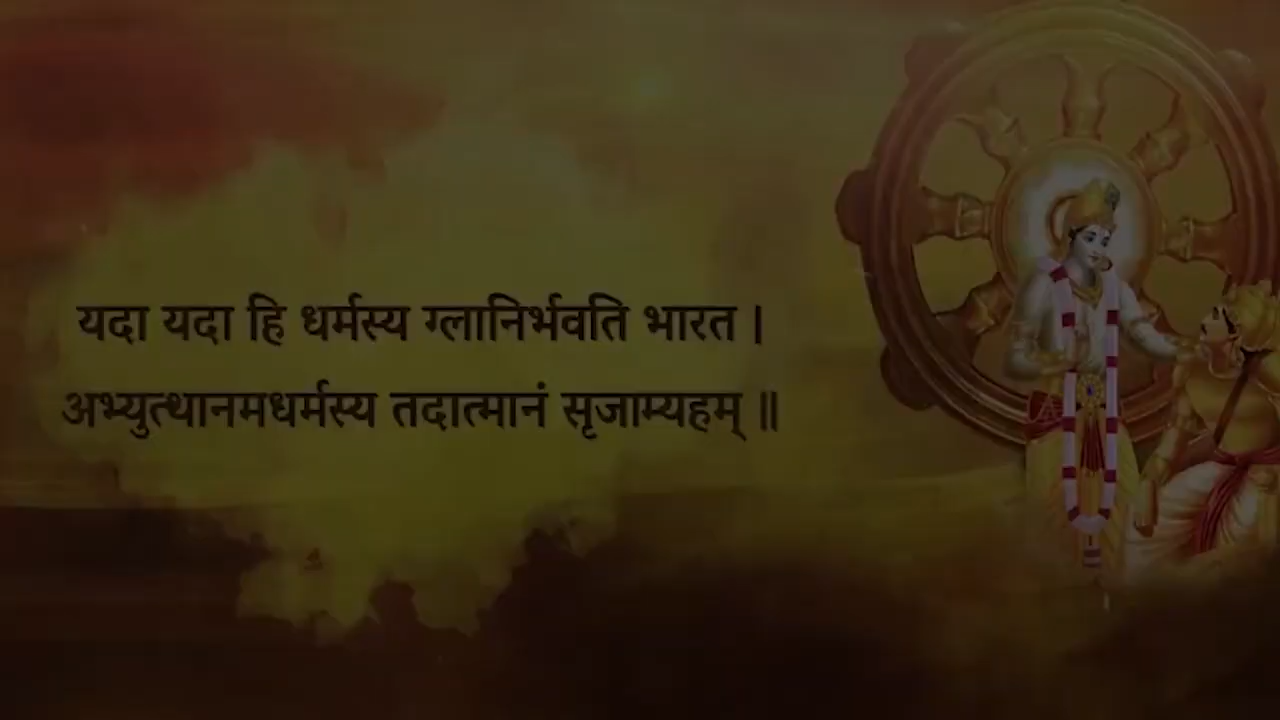 यदा यदा हि धर्मस्य ग्लानिर्भवति भारत ।
अभ्युत्थानमधर्मस्य तदात्मानं सृजाम्यहम् ॥